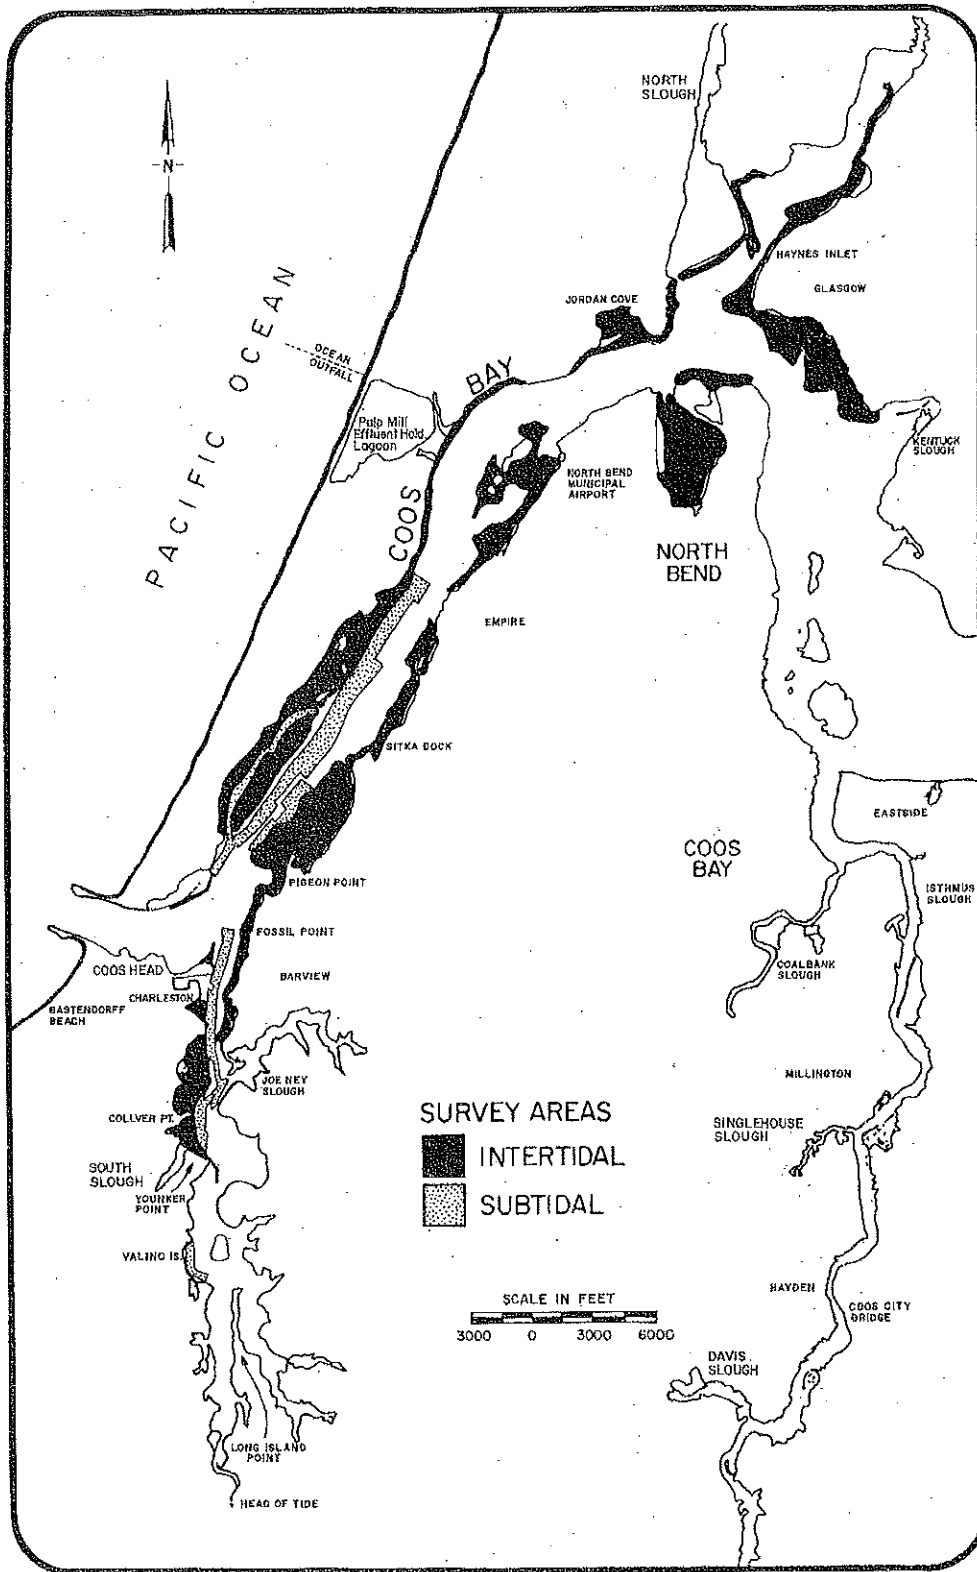 NORTH
SLOUGH
N
HAYNES INLET
GLASGOW
JORDAN COVE
PACIFIC OCEAN
OCEAN
OUTFALL
COOS BAY
Pulp Mill
Effluent Hold.
Lagoon
KENTUCK
SLOUGH
NORTH BEND
MUNICIPAL
AIRPORT
NORTH
BEND
EMPIRE
SITKA DOCK
EASTSIDE
COOS
BAY
PIGEON POINT
ISTHMUS
SLOUGH
FOSSIL POINT
COOS HEAD
BARVIEW
COALBANK
SLOUGH
CHARLESTON
BASTENDORFF
BEACH
JOE NEY
SLOUGH
MILLINGTON
COLLVER PT.
SINGLEHOUSE
SLOUGH
SURVEY AREAS
INTERTIDAL
SUBTIDAL
SOUTH
SLOUGH
YOUNKER
POINT
VALINO IS.
HAYDEN
COOS CITY
BRIDGE
SCALE IN FEET
3000 0 3000 6000
DAVIS
SLOUGH
LONG ISLAND
POINT
HEAD OF TIDE